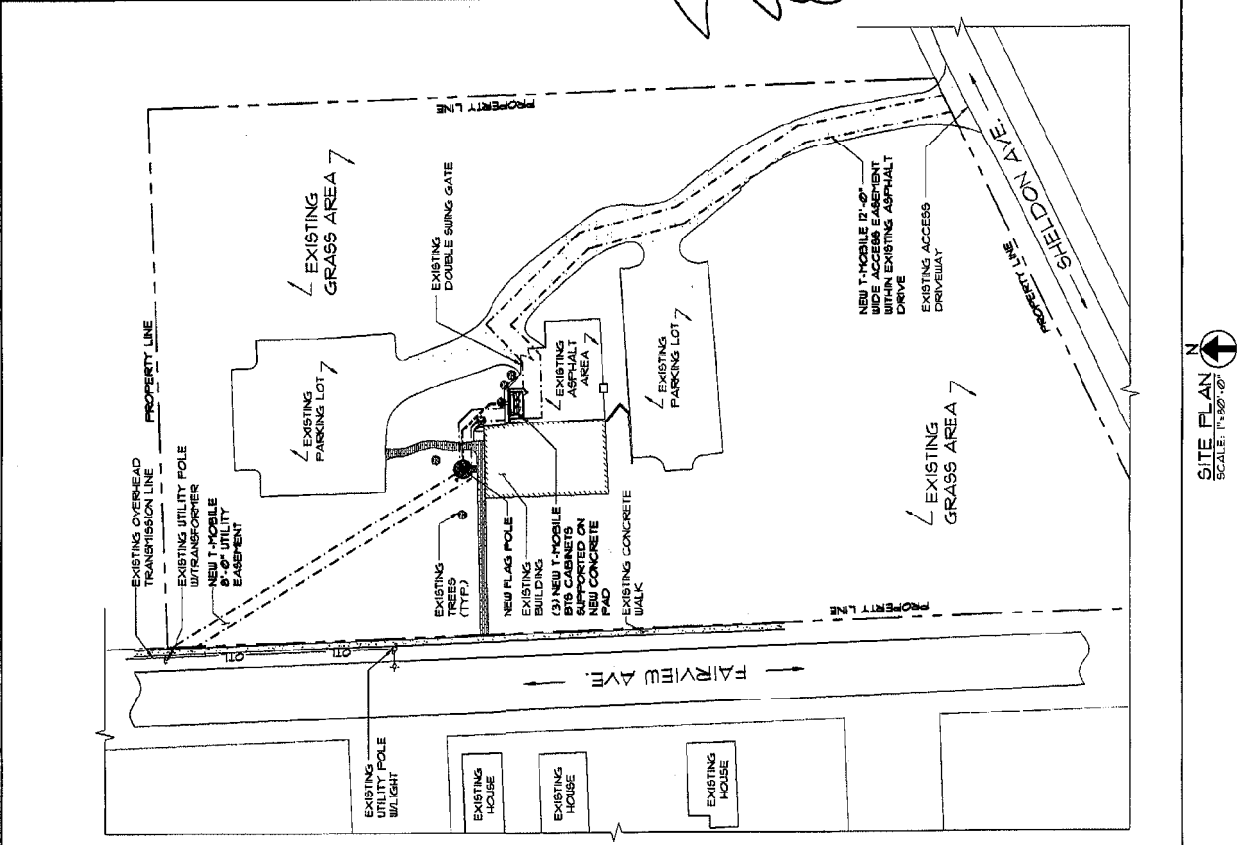 PROPERTY LINE
PROPERTY LINE
EXISTING
GRASS AREA
EXISTING
DOUBLE SWING GATE
EXISTING OVERHEAD
TRANSMISSION LINE
EXISTING UTILITY POLE
W/TRANSFORMER
NEW T-MOBILE
8'-0" UTILITY
EASEMENT
EXISTING
PARKING LOT
EXISTING
ASPHALT
AREA
EXISTING
PARKING LOT
NEW T-MOBILE 12'-0"
WIDE ACCESS EASEMENT
WITHIN EXISTING ASPHALT
DRIVE
EXISTING ACCESS
DRIVEWAY
SHELDON AVE.
PROPERTY LINE
EXISTING
TREES
(TYP.)
NEW FLAG POLE
EXISTING
BUILDING
(3) NEW T-MOBILE
BTS CABINETS
SUPPORTED ON
NEW CONCRETE
PAD
EXISTING CONCRETE
WALK
EXISTING
GRASS AREA
PROPERTY LINE
FAIRVIEW AVE.
EXISTING
UTILITY POLE
W/LIGHT
EXISTING
HOUSE
EXISTING
HOUSE
EXISTING
HOUSE
N
SITE PLAN
SCALE: 1"=80'-0"